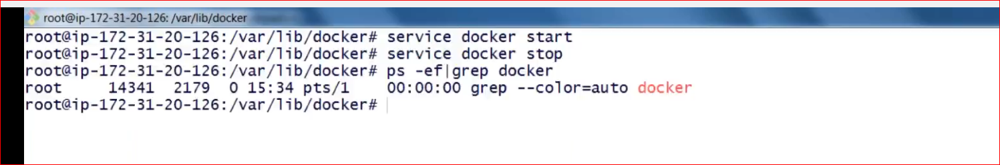 root@ip-172-31-20-126: /var/lib/docker
root@ip-172-31-20-126:/var/lib/docker# service docker start
root@ip-172-31-20-126:/var/lib/docker# service docker stop
root@ip-172-31-20-126:/var/lib/docker# ps -ef|grep docker
root     14341  2179  0 15:34 pts/1    00:00:00 grep --color=auto docker
root@ip-172-31-20-126:/var/lib/docker#